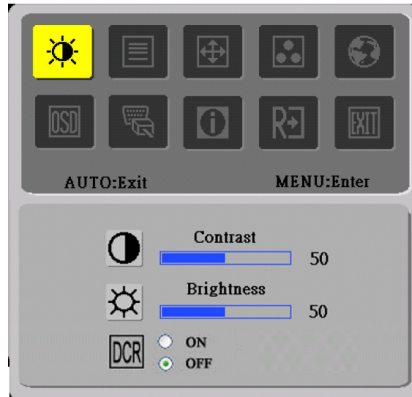 OSD
i
R
EXIT
AUTO:Exit
MENU:Enter
Contrast
50
Brightness
50
DCR
ON
OFF